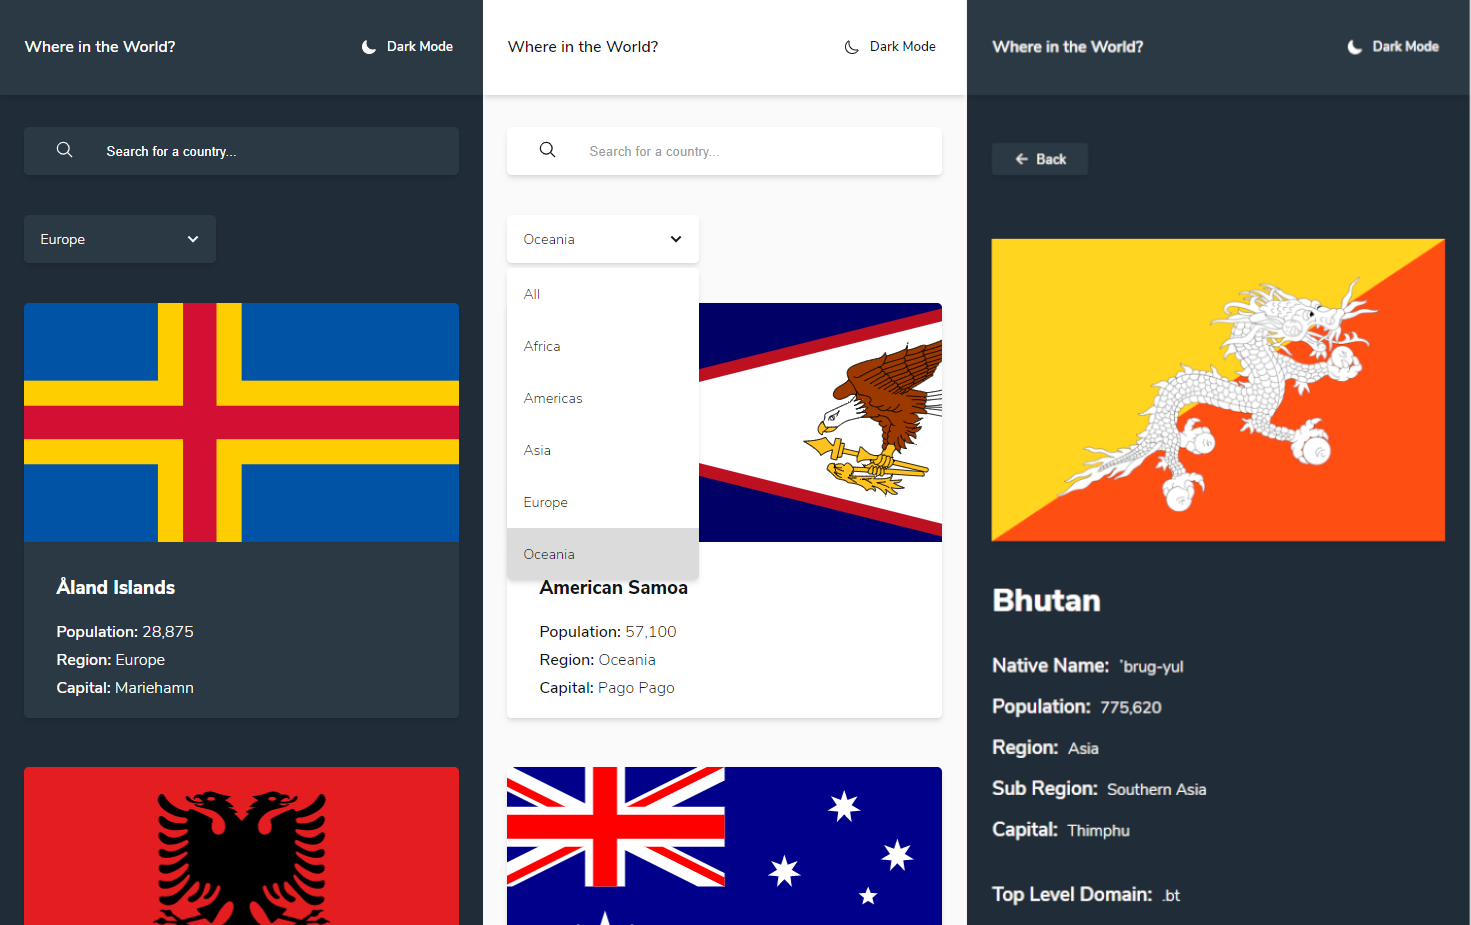 Where in the World?
Dark Mode
Search for a country...
Europe
Åland Islands
Population: 28,875
Region: Europe
Capital: Mariehamn
Where in the World?
Dark Mode
Search for a country...
Oceania
All
Africa
Americas
Asia
Europe
Oceania
American Samoa
Population: 57,100
Region: Oceania
Capital: Pago Pago
Where in the World?
Dark Mode
Back
Bhutan
Native Name: ʼbrug-yul
Population: 775,620
Region: Asia
Sub Region: Southern Asia
Capital: Thimphu
Top Level Domain: .bt